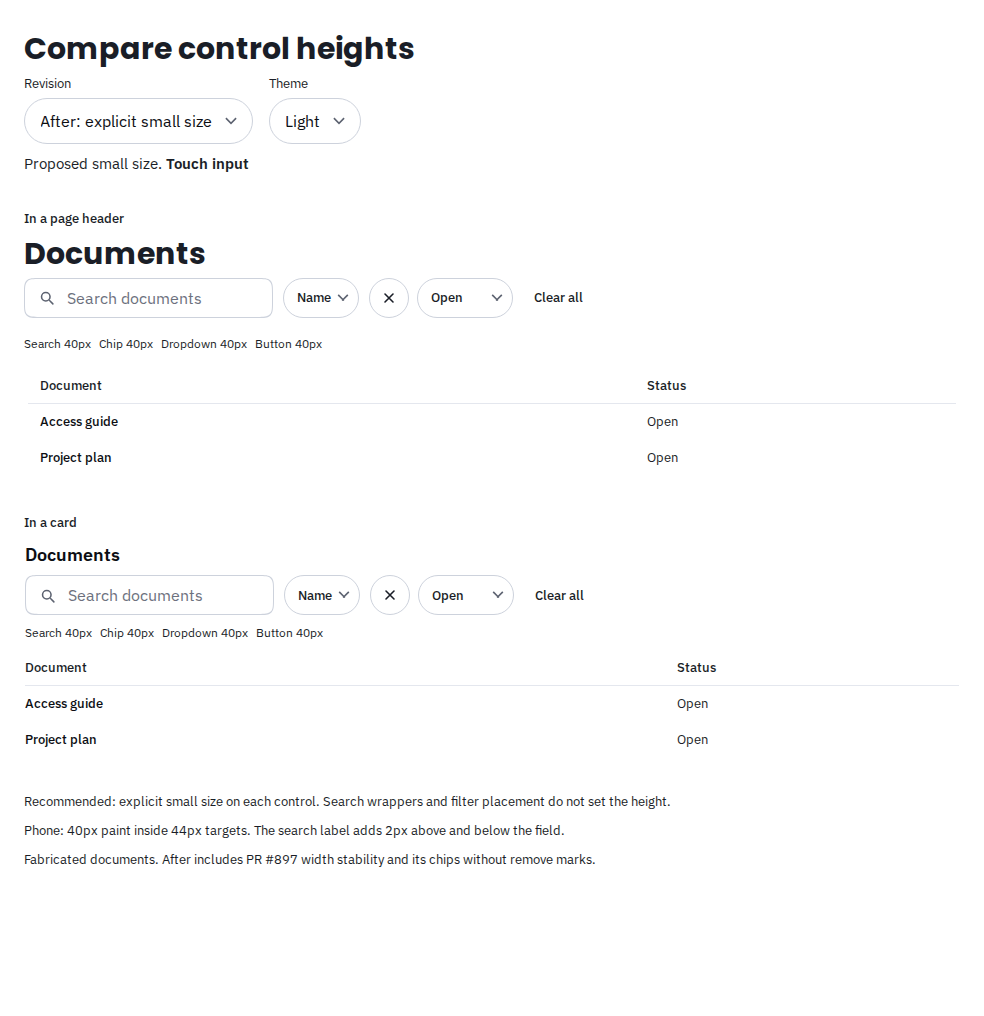 Compare control heights
Revision Theme
After: explicit small size Light
Proposed small size. Touch input
In a page header
Documents
Search documents Name Open Clear all
Search 40px Chip 40px Dropdown 40px Button 40px
Document Status
Access guide Open
Project plan Open
In a card
Documents
Search documents Name Open Clear all
Search 40px Chip 40px Dropdown 40px Button 40px
Document Status
Access guide Open
Project plan Open
Recommended: explicit small size on each control. Search wrappers and filter placement do not set the height.
Phone: 40px paint inside 44px targets. The search label adds 2px above and below the field.
Fabricated documents. After includes PR #897 width stability and its chips without remove marks.